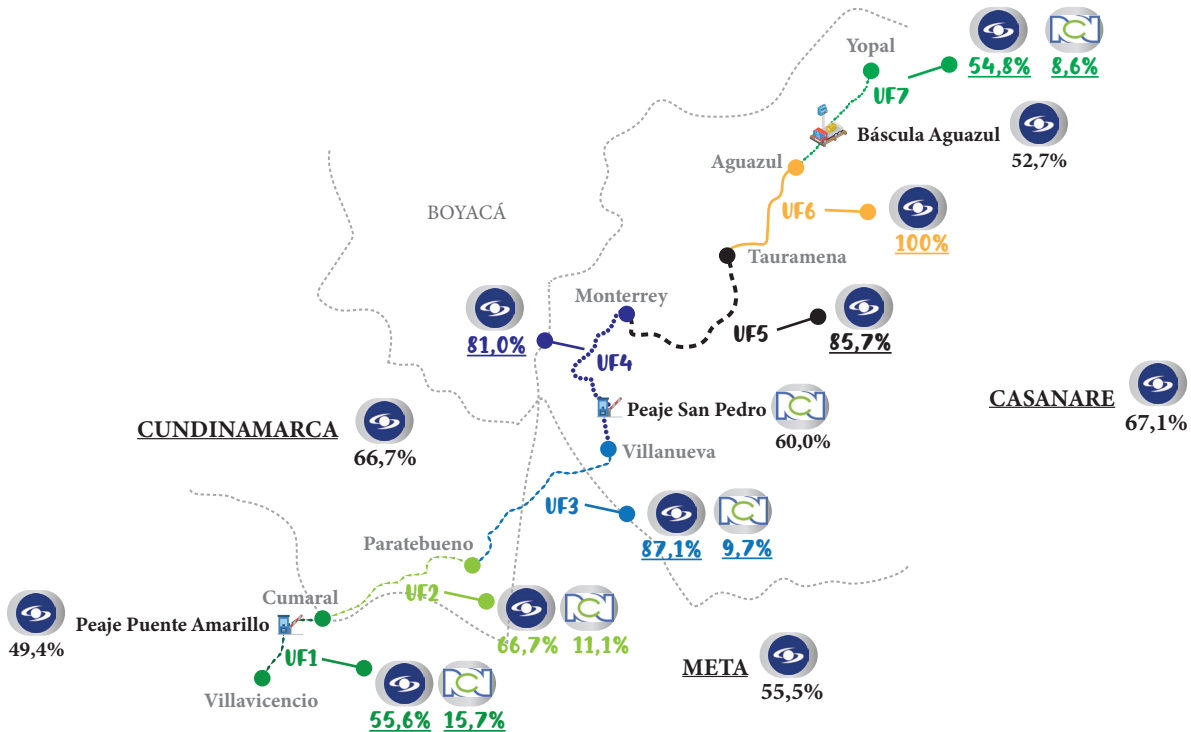 Yopal
54,8% 8,6%
UF7
Báscula Aguazul
52,7%
Aguazul
BOYACÁ
UF6
100%
Tauramena
Monterrey
81,0%
UF4
UF5
85,7%
Peaje San Pedro
60,0%
CASANARE
67,1%
CUNDINAMARCA
66,7%
Villanueva
UF3
87,1% 9,7%
Paratebueno
UF2
66,7% 11,1%
Cumaral
Peaje Puente Amarillo
49,4%
UF1
Villavicencio
55,6% 15,7%
META
55,5%